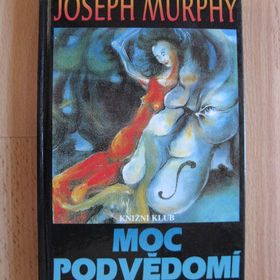 JOSEPH MURPHY
KNIŽNÍ KLUB
MOC
PODVĚDOMÍ